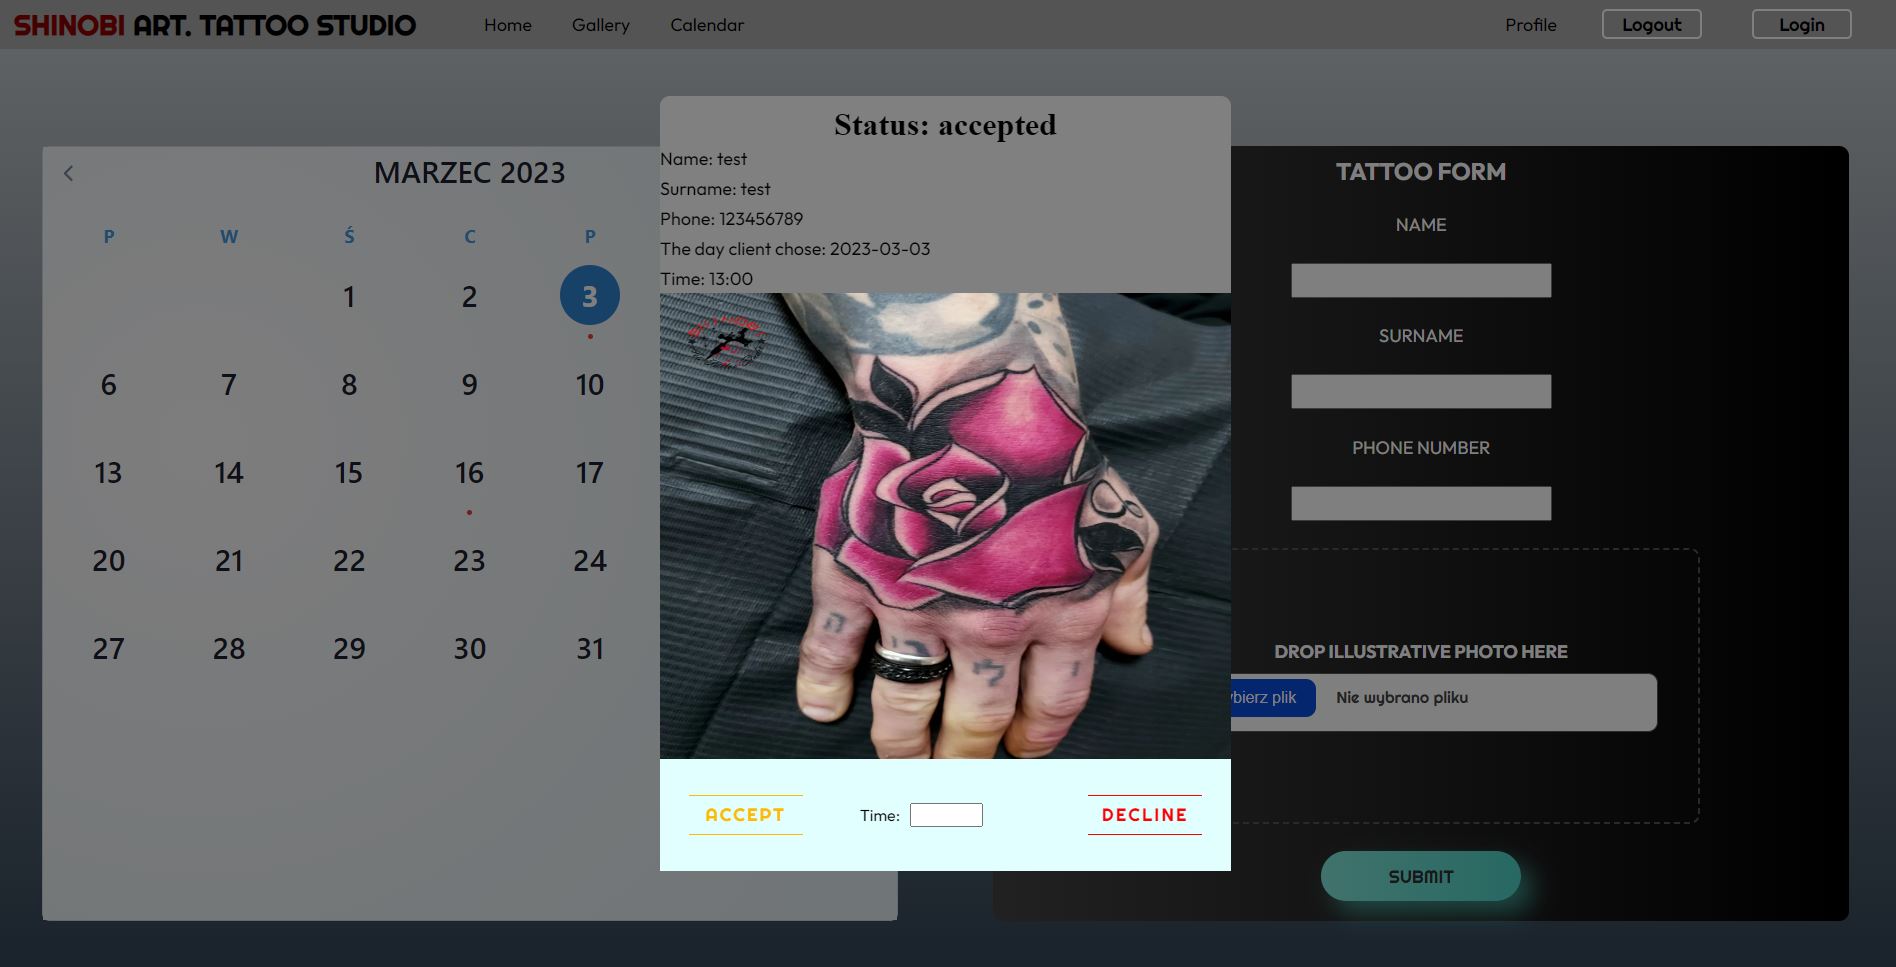 SHINOBI ART. TATTOO STUDIO
Home
Gallery
Calendar
Profile
Logout
Login
MARZEC 2023
P W Ś C P
1 2 3
6 7 8 9 10
13 14 15 16 17
20 21 22 23 24
27 28 29 30 31
Status: accepted
Name: test
Surname: test
Phone: 123456789
The day client chose: 2023-03-03
Time: 13:00
ACCEPT
Time:
DECLINE
TATTOO FORM
NAME
SURNAME
PHONE NUMBER
DROP ILLUSTRATIVE PHOTO HERE
bierz plik
Nie wybrano pliku
SUBMIT